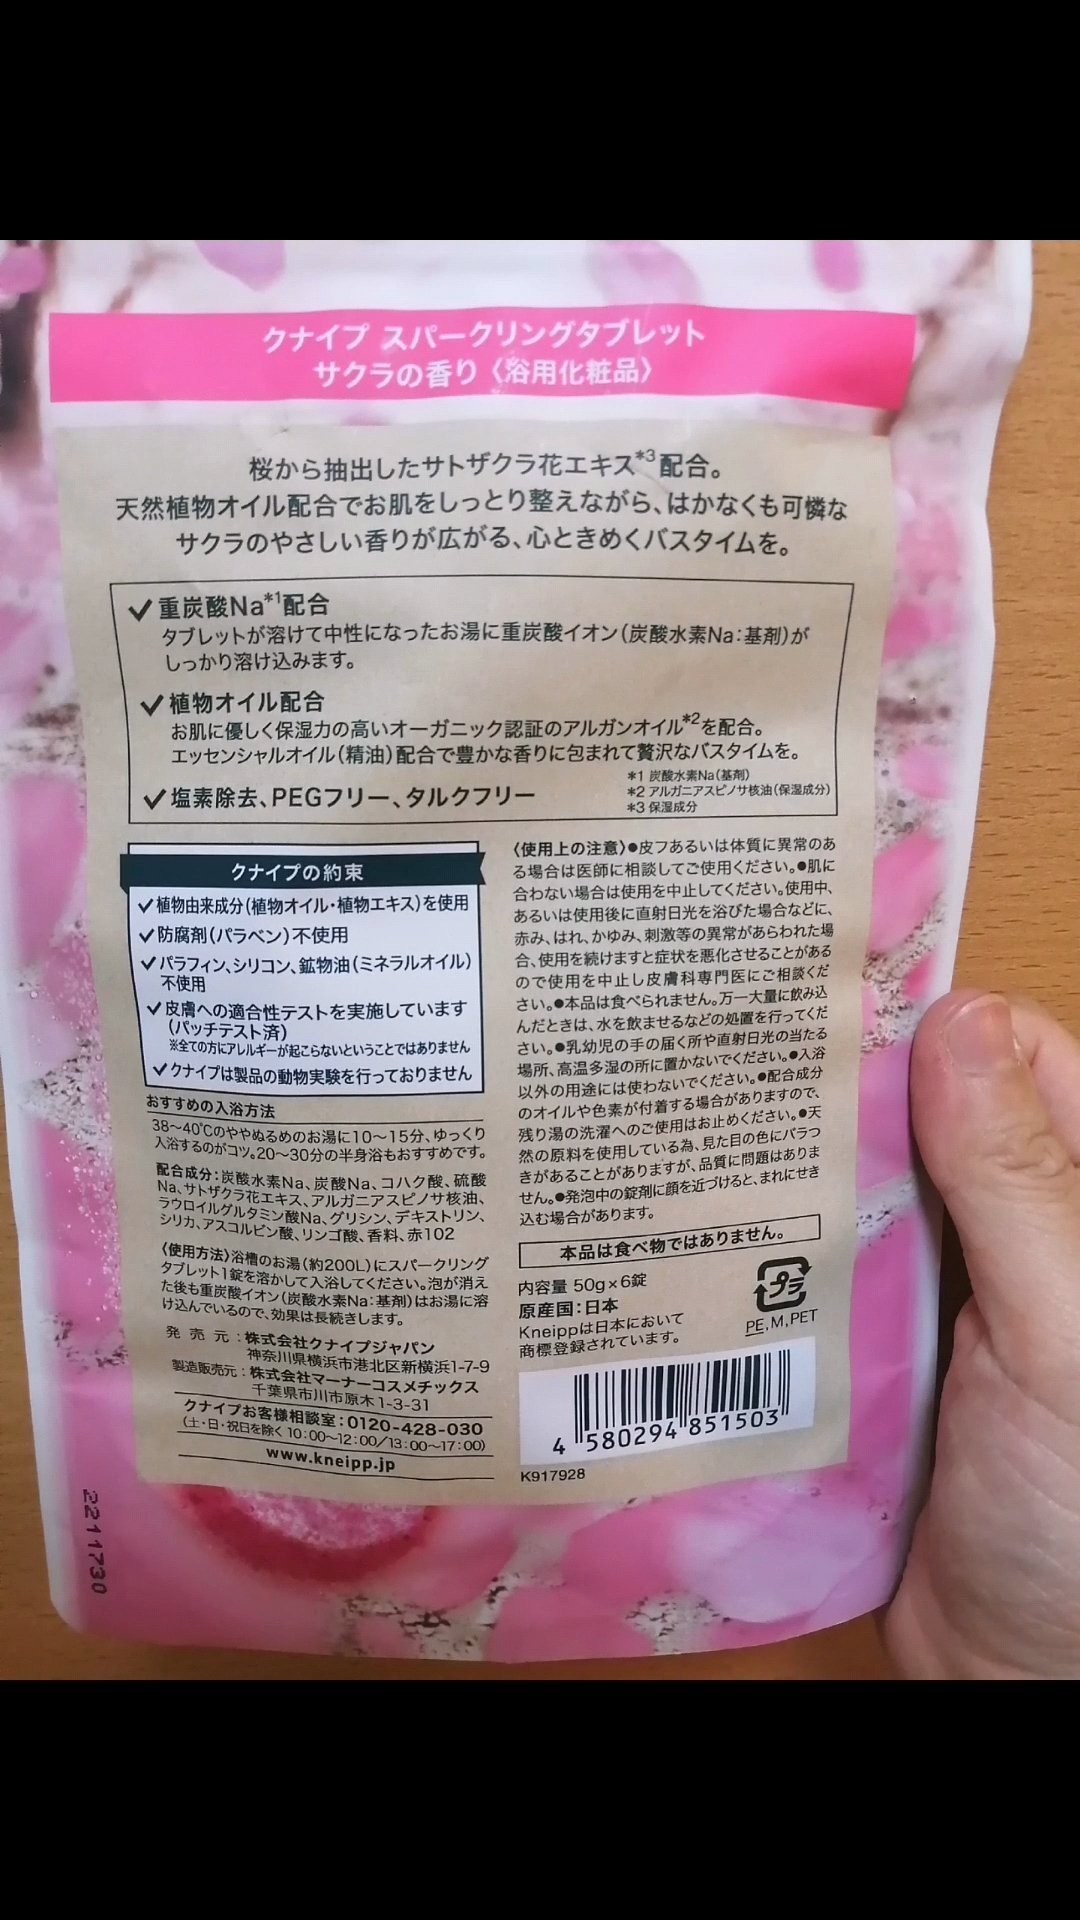 クナイプ スパークリングタブレット
サクラの香り〈浴用化粧品〉
桜から抽出したサトザクラ花エキス*3配合。
天然植物オイル配合でお肌をしっとり整えながら、はかなくも可憐な
サクラのやさしい香りが広がる、心ときめくバスタイムを。
✓重炭酸Na*1配合
タブレットが溶けて中性になったお湯に重炭酸イオン(炭酸水素Na:基剤)が
しっかり溶け込みます。
✓植物オイル配合
お肌に優しく保湿力の高いオーガニック認証のアルガンオイル*2を配合。
エッセンシャルオイル(精油)配合で豊かな香りに包まれて贅沢なバスタイムを。
✓塩素除去、PEGフリー、タルクフリー
*1 炭酸水素Na(基剤)
*2 アルガニアスピノサ核油(保湿成分)
*3 保湿成分
クナイプの約束
✓植物由来成分(植物オイル・植物エキス)を使用
✓防腐剤(パラベン)不使用
✓パラフィン、シリコン、鉱物油(ミネラルオイル)
不使用
✓皮膚への適合性テストを実施しています
(パッチテスト済)
※全ての方にアレルギーが起こらないということではありません
✓クナイプは製品の動物実験を行っておりません
おすすめの入浴方法
38〜40℃のややぬるめのお湯に10〜15分、ゆっくり
入浴するのがコツ。20〜30分の半身浴もおすすめです。
配合成分:炭酸水素Na、炭酸Na、コハク酸、硫酸
Na、サトザクラ花エキス、アルガニアスピノサ核油、
ラウロイルグルタミン酸Na、グリシン、デキストリン、
シリカ、アスコルビン酸、リンゴ酸、香料、赤102
〈使用方法〉浴槽のお湯(約200L)にスパークリング
タブレット1錠を溶かして入浴してください。泡が消え
た後も重炭酸イオン(炭酸水素Na:基剤)はお湯に溶
け込んでいるので、効果は長続きします。
発売元:株式会社クナイプジャパン
神奈川県横浜市港北区新横浜1-7-9
製造販売元:株式会社マーナーコスメチックス
千葉県市川市原木1-3-31
クナイプお客様相談室:0120-428-030
(土・日・祝日を除く 10:00〜12:00/13:00〜17:00)
www.kneipp.jp
〈使用上の注意〉●皮フあるいは体質に異常のあ
る場合は医師に相談してご使用ください。●肌に
合わない場合は使用を中止してください。使用中、
あるいは使用後に直射日光を浴びた場合などに、
赤み、はれ、かゆみ、刺激等の異常があらわれた場
合、使用を続けますと症状を悪化させることがある
ので使用を中止し皮膚科専門医にご相談くだ
さい。●本品は食べられません。万一大量に飲み込
んだときは、水を飲ませるなどの処置を行ってくだ
さい。●乳幼児の手の届く所や直射日光の当たる
場所、高温多湿の所に置かないでください。●入浴
以外の用途には使わないでください。●配合成分
のオイルや色素が付着する場合がありますので、
残り湯の洗濯へのご使用はお止めください。●天
然の原料を使用している為、見た目の色にバラつ
きがあることがありますが、品質に問題はありま
せん。●発泡中の錠剤に顔を近づけると、まれにせき
込む場合があります。
本品は食べ物ではありません。
内容量 50g×6錠
原産国:日本
Kneippは日本において
商標登録されています。
プラ
PE,M,PET
4 580294 851503
K917928
2211730